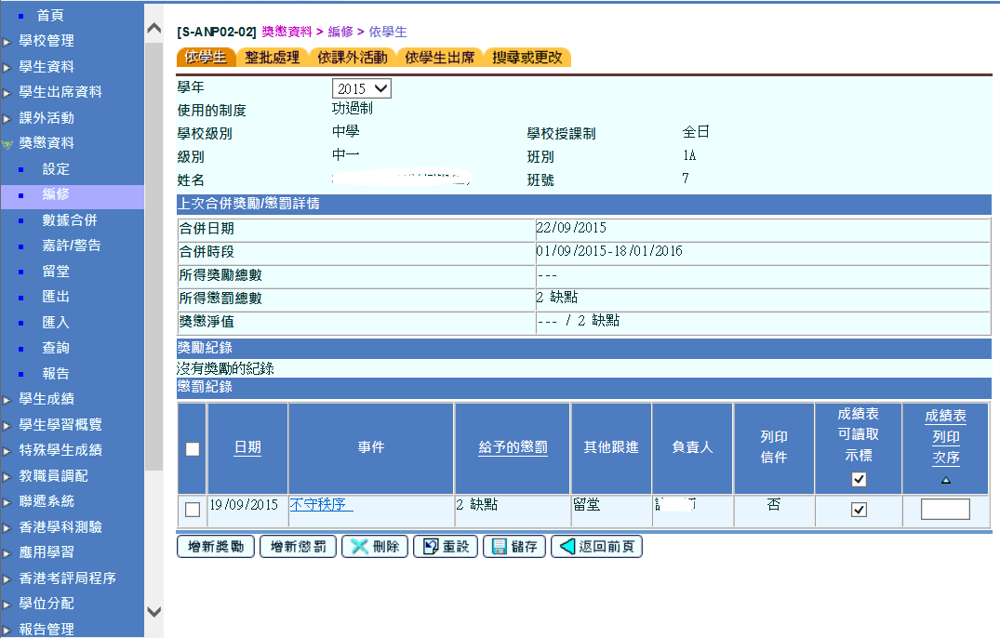 首頁
學校管理
學生資料
學生出席資料
課外活動
獎懲資料
設定
編修
數據合併
嘉許/警告
留堂
匯出
匯入
查詢
報告
學生成績
學生學習概覽
特殊學生成績
教職員調配
聯遞系統
香港學科測驗
應用學習
香港考評局程序
學位分配
報告管理
[S-ANP02-02] 獎懲資料 > 編修 > 依學生
依學生 整批處理 依課外活動 依學生出席 搜尋或更改
學年 2015
使用的制度 功過制
學校級別 中學 學校授課制 全日
級別 中一 班別 1A
姓名 班號 7
上次合併獎勵/懲罰詳情
合併日期 22/09/2015
合併時段 01/09/2015-18/01/2016
所得獎勵總數 ---
所得懲罰總數 2 缺點
獎懲淨值 --- / 2 缺點
獎勵紀錄
沒有獎勵的紀錄
懲罰紀錄
日期 事件 給予的懲罰 其他跟進 負責人 列印信件 成績表可讀取示標 成績表列印次序
19/09/2015 不守秩序 2 缺點 留堂 否
增新獎勵 增新懲罰 刪除 重設 儲存 返回前頁